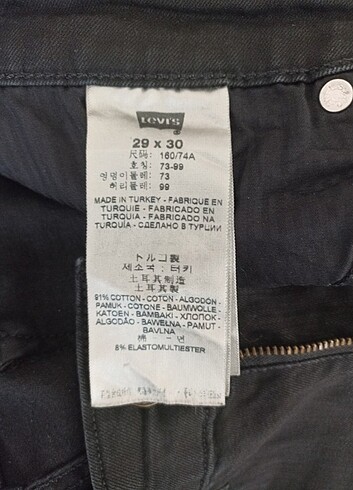 Levi's
29 x 30
尺码: 160/74A
호칭: 73-99
엉덩이둘레: 73
허리둘레: 99
MADE IN TURKEY - FABRIQUE EN
TURQUIE - FABRICADO EN
TURQUIA - FABRICADO NA
TURQUÍA - СДЕЛАНО В ТУРЦИИ
トルコ製
제소국: 터키
土耳其制造
土耳其製
91% COTTON - COTON - ALGODON
PAMUK - COTONE - BAUMWOLLE -
KATOEN - BAMBAKI - ХЛОПОК -
ALGODÃO - BAWEŁNA - PAMUT -
BAVLNA
棉 - 면
8% ELASTOMULTIESTER